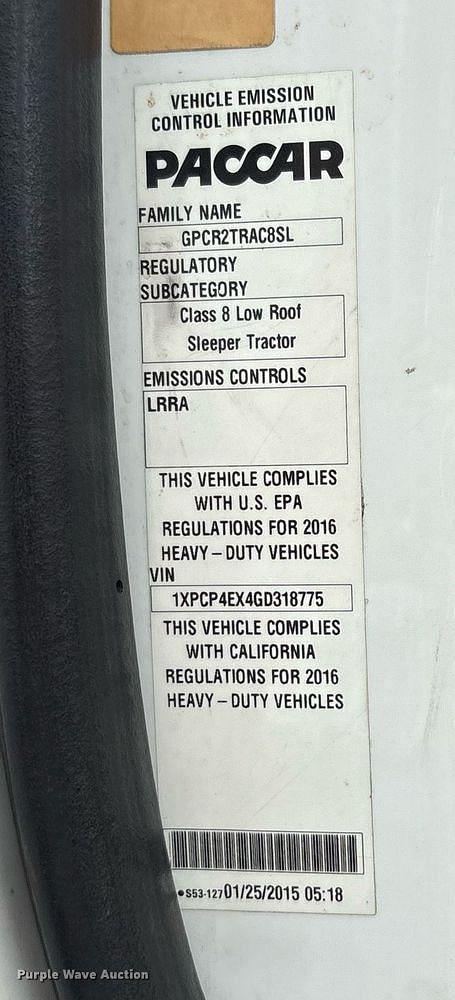 VEHICLE EMISSION
CONTROL INFORMATION
PACCAR
FAMILY NAME
GPCR2TRAC8SL
REGULATORY
SUBCATEGORY
Class 8 Low Roof
Sleeper Tractor
EMISSIONS CONTROLS
LRRA
THIS VEHICLE COMPLIES
WITH U.S. EPA
REGULATIONS FOR 2016
HEAVY – DUTY VEHICLES
VIN
1XPCP4EX4GD318775
THIS VEHICLE COMPLIES
WITH CALIFORNIA
REGULATIONS FOR 2016
HEAVY – DUTY VEHICLES
•S53-127 01/25/2015 05:18
Purple Wave Auction